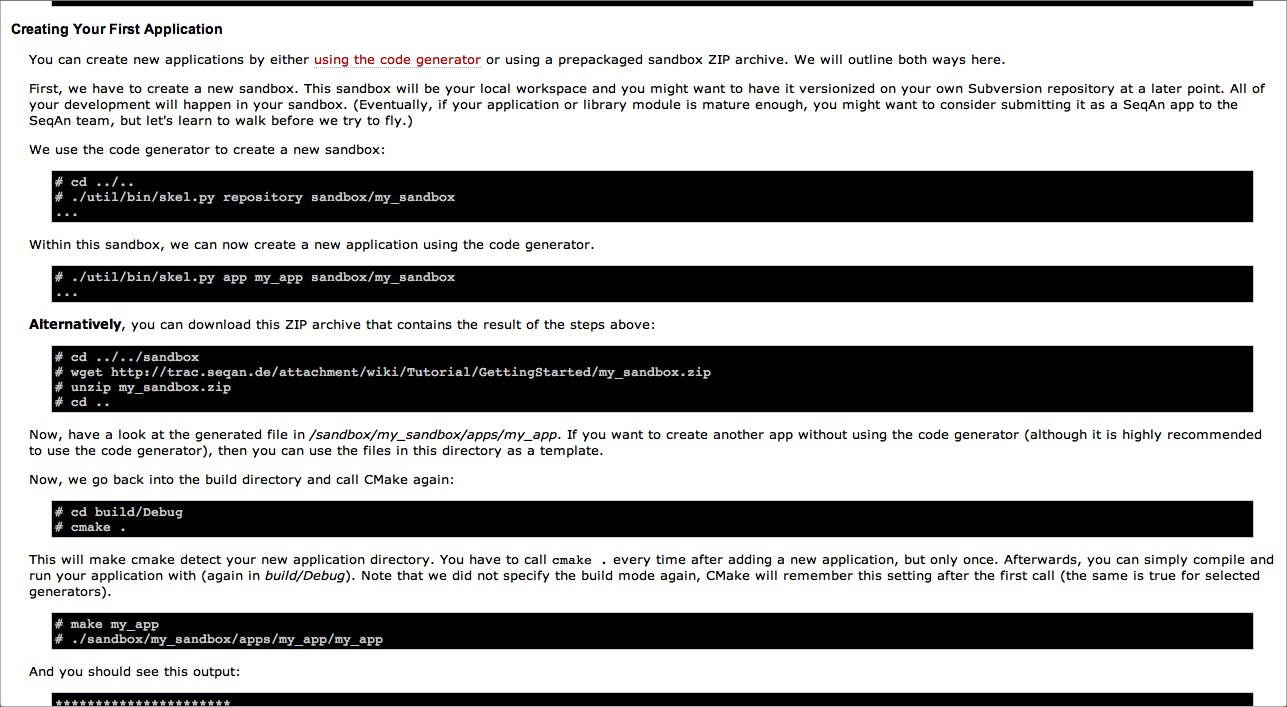 Creating Your First Application
You can create new applications by either using the code generator or using a prepackaged sandbox ZIP archive. We will outline both ways here.
First, we have to create a new sandbox. This sandbox will be your local workspace and you might want to have it versionized on your own Subversion repository at a later point. All of
your development will happen in your sandbox. (Eventually, if your application or library module is mature enough, you might want to consider submitting it as a SeqAn app to the
SeqAn team, but let's learn to walk before we try to fly.)
We use the code generator to create a new sandbox:
# cd ../..
# ./util/bin/skel.py repository sandbox/my_sandbox
...
Within this sandbox, we can now create a new application using the code generator.
# ./util/bin/skel.py app my_app sandbox/my_sandbox
...
Alternatively, you can download this ZIP archive that contains the result of the steps above:
# cd ../../sandbox
# wget http://trac.seqan.de/attachment/wiki/Tutorial/GettingStarted/my_sandbox.zip
# unzip my_sandbox.zip
# cd ..
Now, have a look at the generated file in /sandbox/my_sandbox/apps/my_app. If you want to create another app without using the code generator (although it is highly recommended
to use the code generator), then you can use the files in this directory as a template.
Now, we go back into the build directory and call CMake again:
# cd build/Debug
# cmake .
This will make cmake detect your new application directory. You have to call cmake . every time after adding a new application, but only once. Afterwards, you can simply compile and
run your application with (again in build/Debug). Note that we did not specify the build mode again, CMake will remember this setting after the first call (the same is true for selected
generators).
# make my_app
# ./sandbox/my_sandbox/apps/my_app/my_app
And you should see this output:
**********************